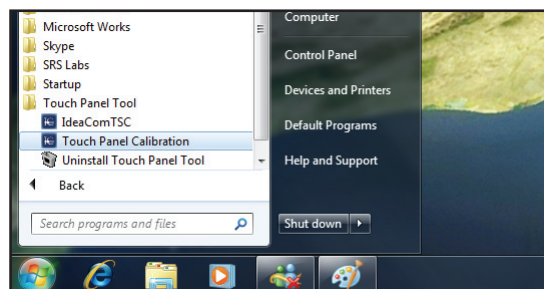 Microsoft Works
Skype
SRS Labs
Startup
Touch Panel Tool
IdeaComTSC
Touch Panel Calibration
Uninstall Touch Panel Tool
Back
Search programs and files
Computer
Control Panel
Devices and Printers
Default Programs
Help and Support
Shut down